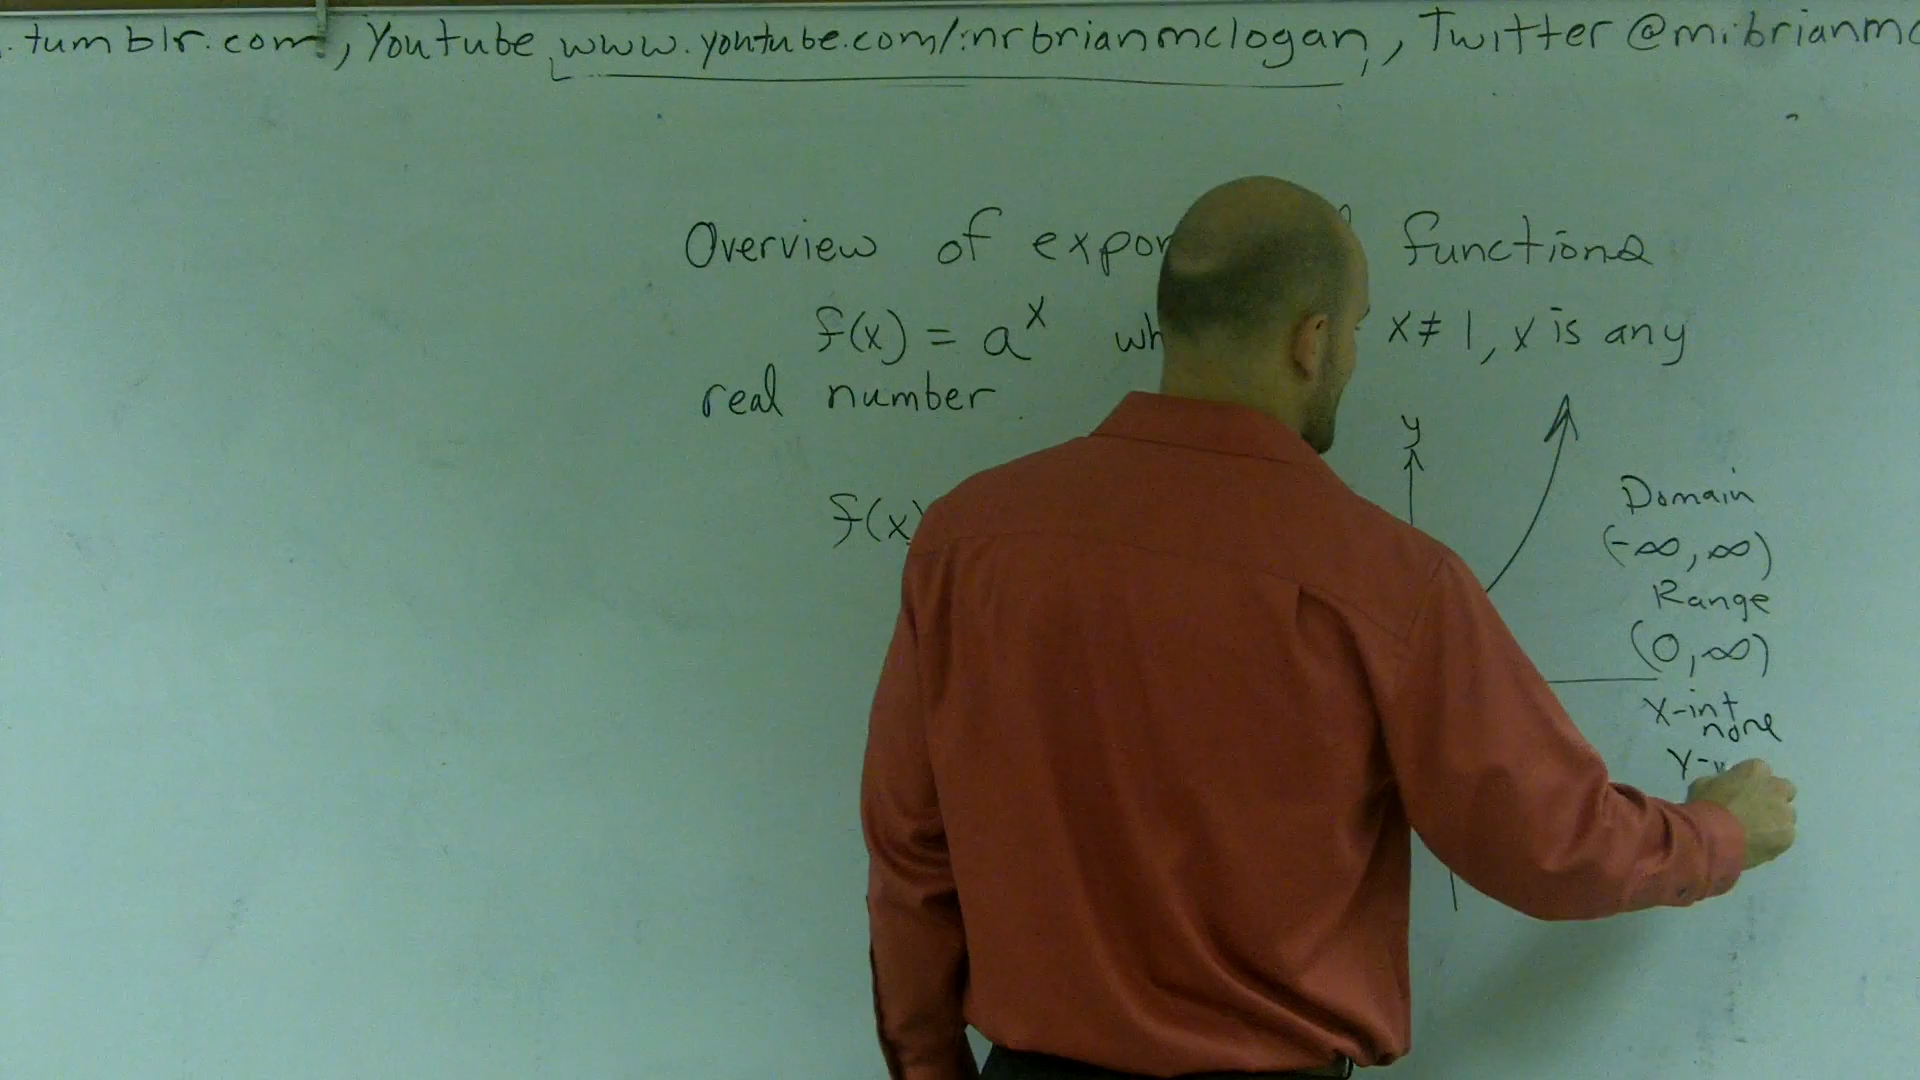 .tumblr.com, Youtube www.youtube.com/mrbrianmclogan, Twitter @mrbrianmc
Overview of expon functions
f(x) = a^x wh x ≠ 1, x is any
real number
y
f(x)
Domain
(-∞, ∞)
Range
(0, ∞)
X-int
none
Y-